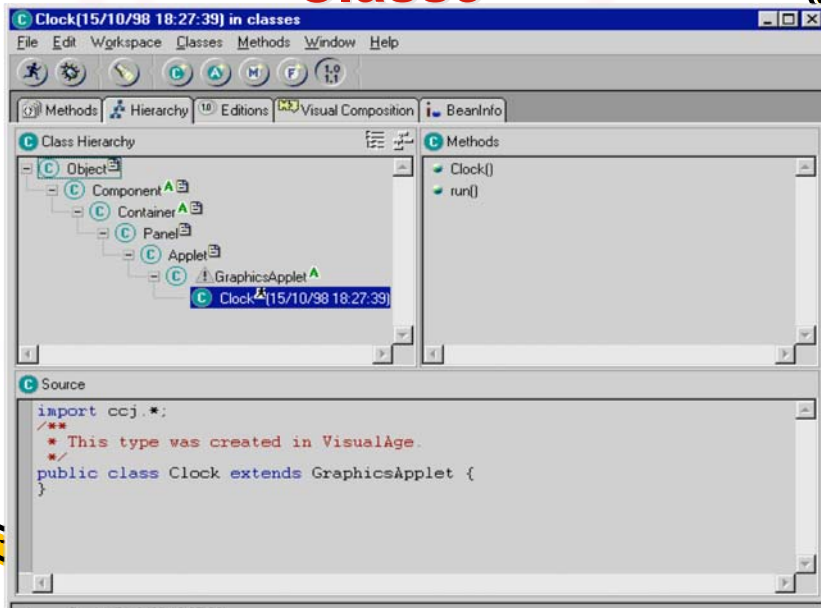 Clock(15/10/98 18:27:39) in classes
File Edit Workspace Classes Methods Window Help
Methods Hierarchy Editions Visual Composition BeanInfo
Class Hierarchy
Object
Component A
Container A
Panel
Applet
GraphicsApplet A
Clock (15/10/98 18:27:39)
Methods
Clock()
run()
Source
import ccj.*;
/**
* This type was created in VisualAge.
*/
public class Clock extends GraphicsApplet {
}